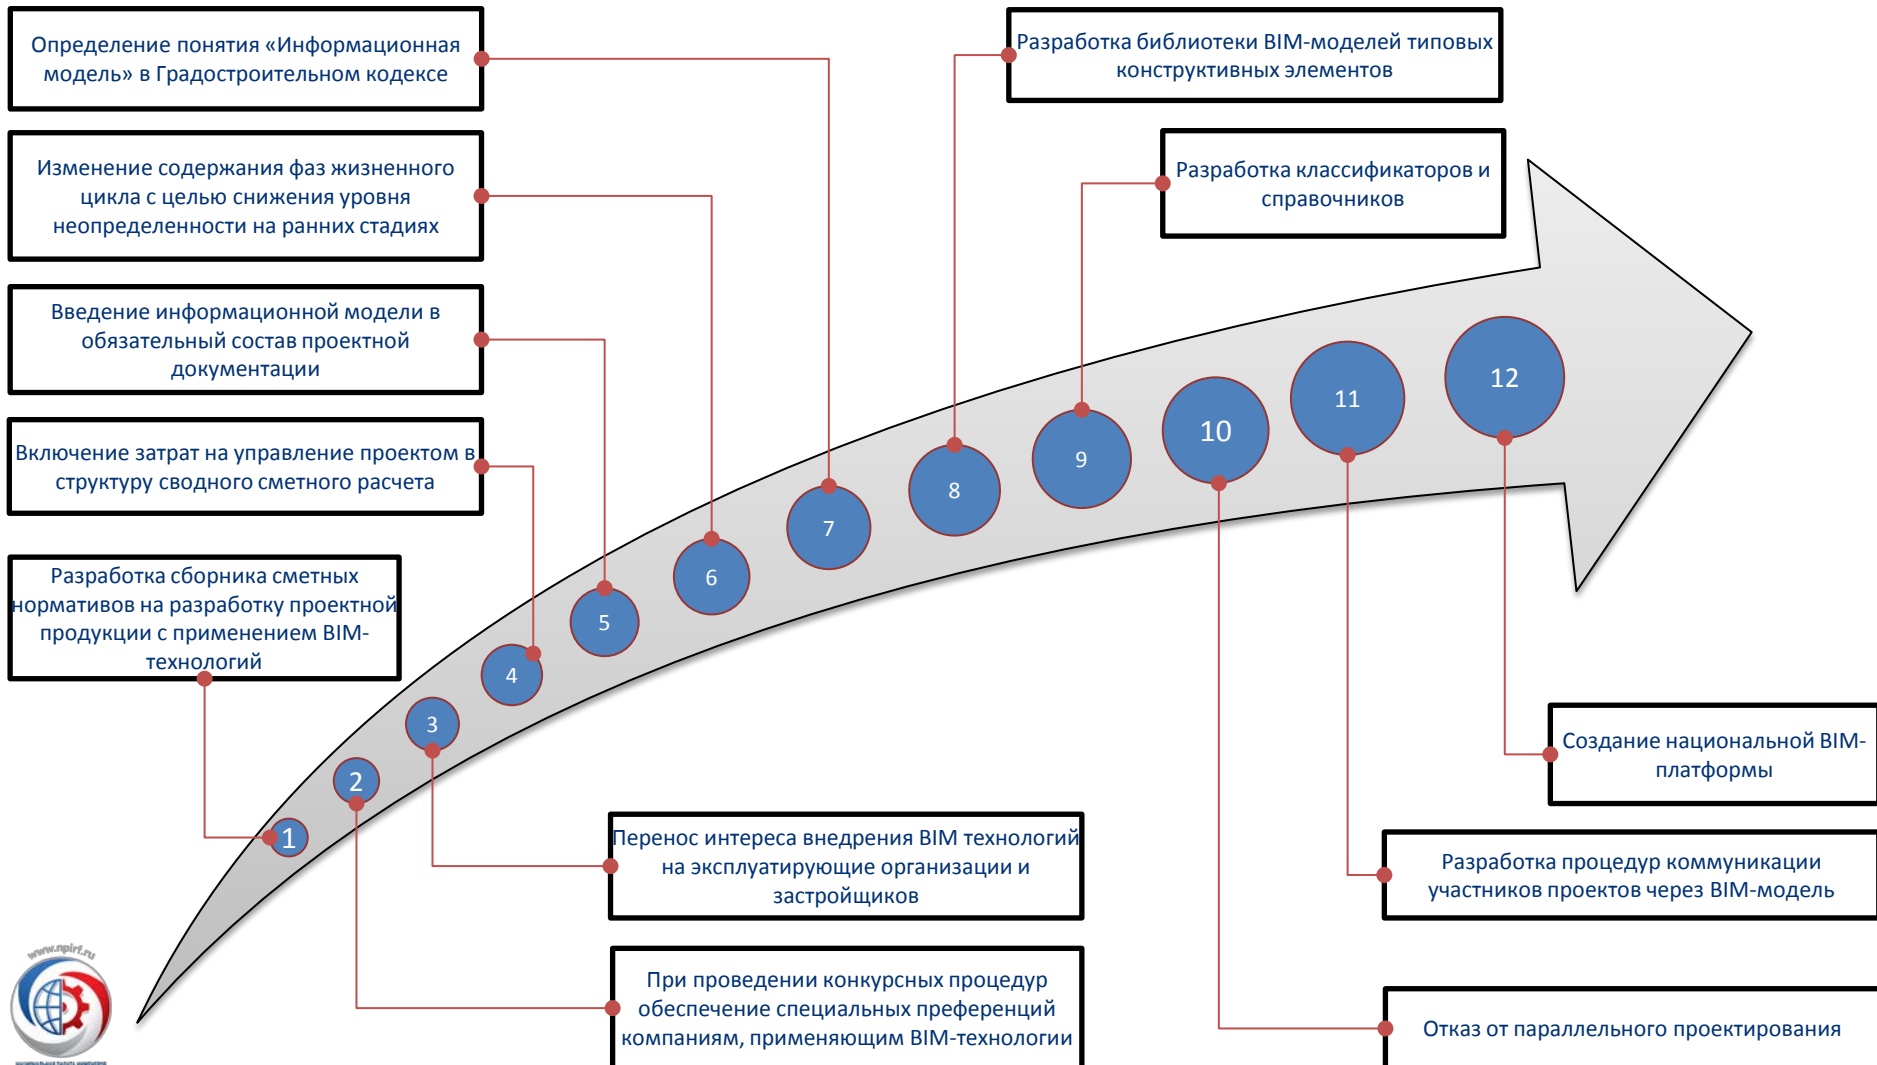 Определение понятия «Информационная
модель» в Градостроительном кодексе
Изменение содержания фаз жизненного
цикла с целью снижения уровня
неопределенности на ранних стадиях
Введение информационной модели в
обязательный состав проектной
документации
Включение затрат на управление проектом в
структуру сводного сметного расчета
Разработка сборника сметных
нормативов на разработку проектной
продукции с применением BIM-
технологий
Разработка библиотеки BIM-моделей типовых
конструктивных элементов
Разработка классификаторов и
справочников
1
2
3
4
5
6
7
8
9
10
11
12
Перенос интереса внедрения BIM технологий
на эксплуатирующие организации и
застройщиков
При проведении конкурсных процедур
обеспечение специальных преференций
компаниям, применяющим BIM-технологии
Создание национальной BIM-
платформы
Разработка процедур коммуникации
участников проектов через BIM-модель
Отказ от параллельного проектирования
www.npirf.ru